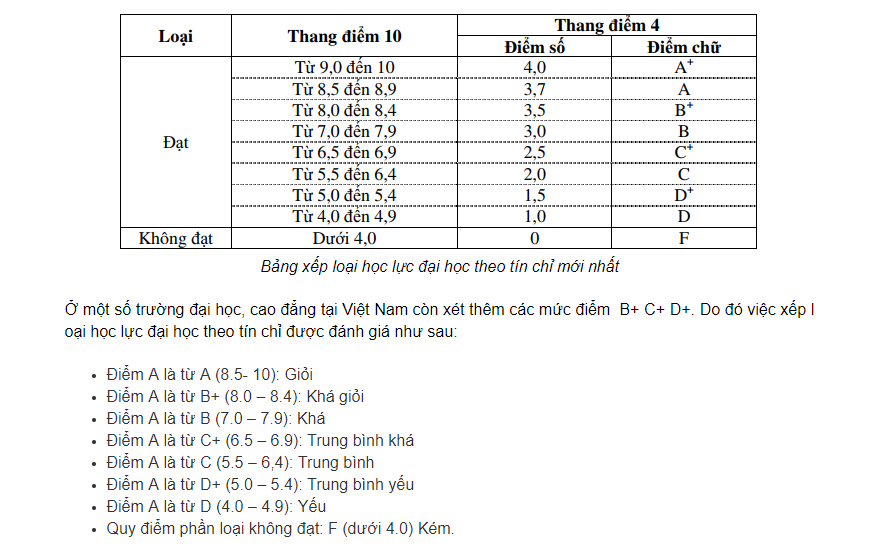 Loại Thang điểm 10 Thang điểm 4
Điểm số Điểm chữ
Đạt
Từ 9,0 đến 10 4,0 A+
Từ 8,5 đến 8,9 3,7 A
Từ 8,0 đến 8,4 3,5 B+
Từ 7,0 đến 7,9 3,0 B
Từ 6,5 đến 6,9 2,5 C+
Từ 5,5 đến 6,4 2,0 C
Từ 5,0 đến 5,4 1,5 D+
Từ 4,0 đến 4,9 1,0 D
Không đạt Dưới 4,0 0 F
Bảng xếp loại học lực đại học theo tín chỉ mới nhất
Ở một số trường đại học, cao đẳng tại Việt Nam còn xét thêm các mức điểm B+ C+ D+. Do đó việc xếp l
oại học lực đại học theo tín chỉ được đánh giá như sau:
• Điểm A là từ A (8.5- 10): Giỏi
• Điểm A là từ B+ (8.0 – 8.4): Khá giỏi
• Điểm A là từ B (7.0 – 7.9): Khá
• Điểm A là từ C+ (6.5 – 6.9): Trung bình khá
• Điểm A là từ C (5.5 – 6,4): Trung bình
• Điểm A là từ D+ (5.0 – 5.4): Trung bình yếu
• Điểm A là từ D (4.0 – 4.9): Yếu
• Quy điểm phần loại không đạt: F (dưới 4.0) Kém.